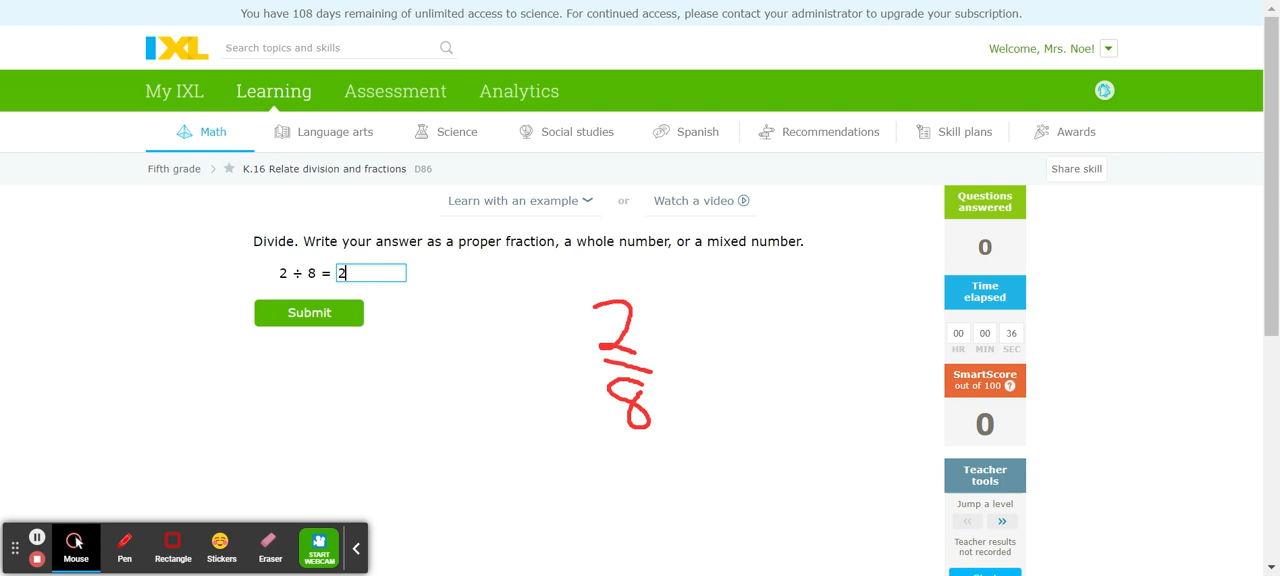 You have 108 days remaining of unlimited access to science. For continued access, please contact your administrator to upgrade your subscription.
IXL
Search topics and skills
Welcome, Mrs. Noe!
My IXL Learning Assessment Analytics
Math Language arts Science Social studies Spanish Recommendations Skill plans Awards
Fifth grade > K.16 Relate division and fractions D86
Share skill
Learn with an example or Watch a video
Divide. Write your answer as a proper fraction, a whole number, or a mixed number.
2 ÷ 8 = 2
Submit
2
8
Questions
answered
0
Time
elapsed
00 00 36
HR MIN SEC
SmartScore
out of 100 ?
0
Teacher
tools
Jump a level
« »
Teacher results
not recorded
Mouse Pen Rectangle Stickers Eraser
START
WEBCAM